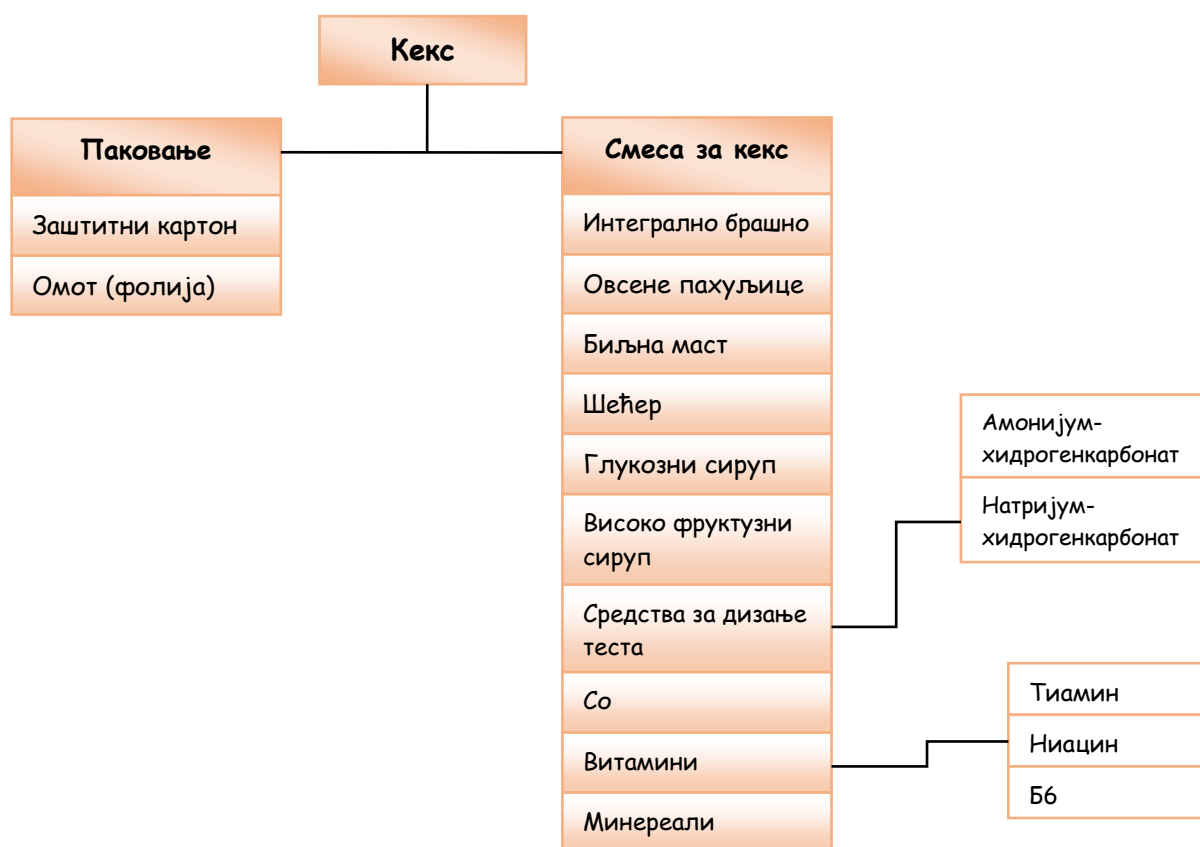 Кекс
Паковање
Заштитни картон
Омот (фолија)
Смеса за кекс
Интегрално брашно
Овсене пахуљице
Биљна маст
Шећер
Глукозни сируп
Високо фруктузни
сируп
Средства за дизање
теста
Со
Витамини
Минереали
Амонијум-
хидрогенкарбонат
Натријум-
хидрогенкарбонат
Тиамин
Ниацин
Б6